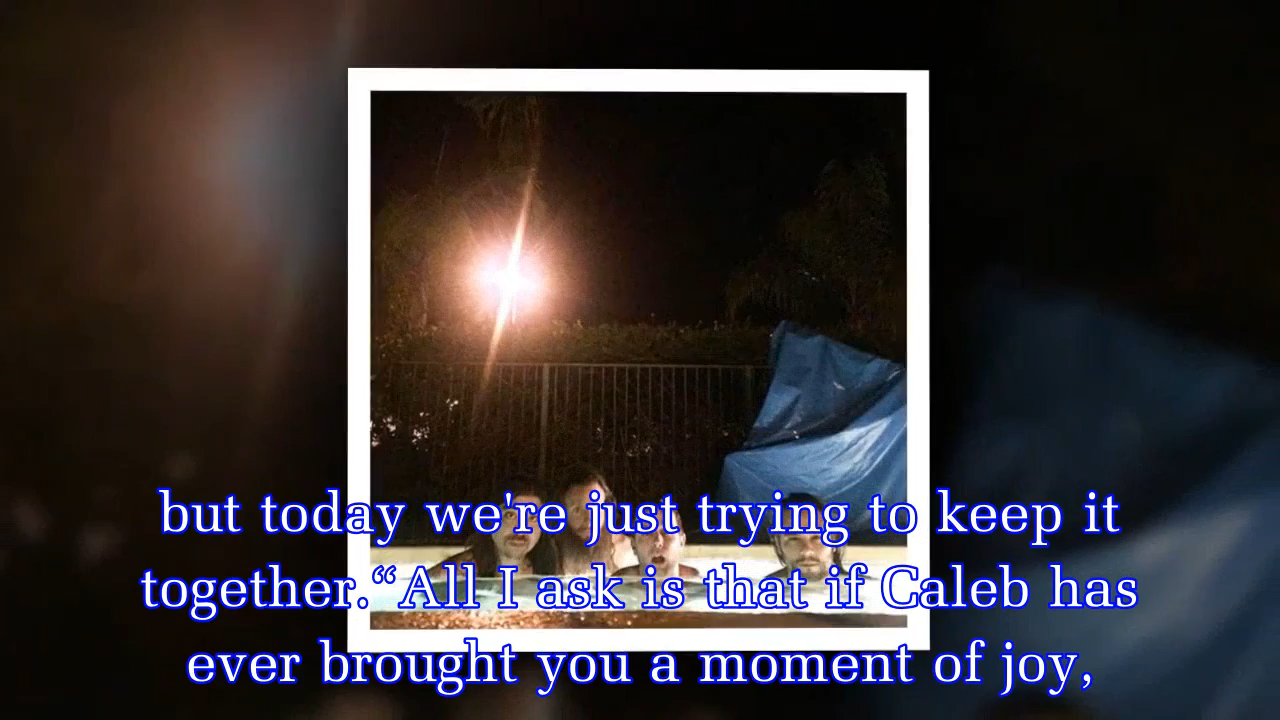 but today we're just trying to keep it
together.“All I ask is that if Caleb has
ever brought you a moment of joy,